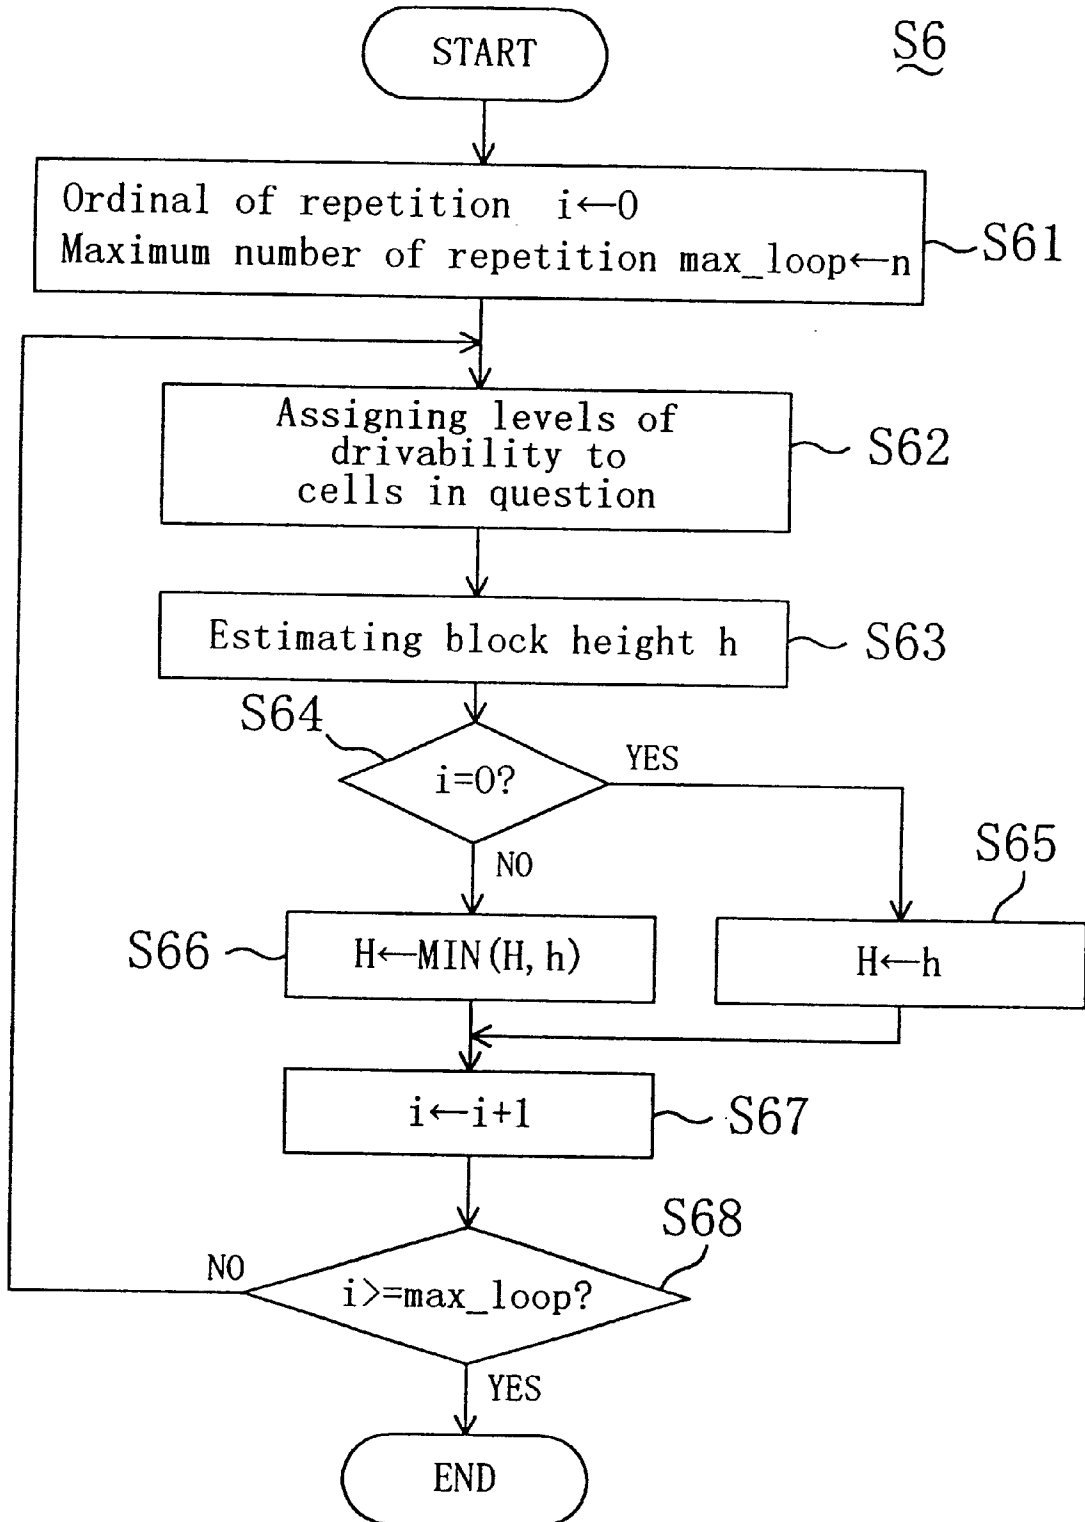 START
S6
Ordinal of repetition i←0
Maximum number of repetition max_loop←n
S61
Assigning levels of
drivability to
cells in question
S62
Estimating block height h
S63
S64
i=0?
YES
NO
S65
S66
H←MIN(H,h)
H←h
i←i+1
S67
S68
NO
i>=max_loop?
YES
END